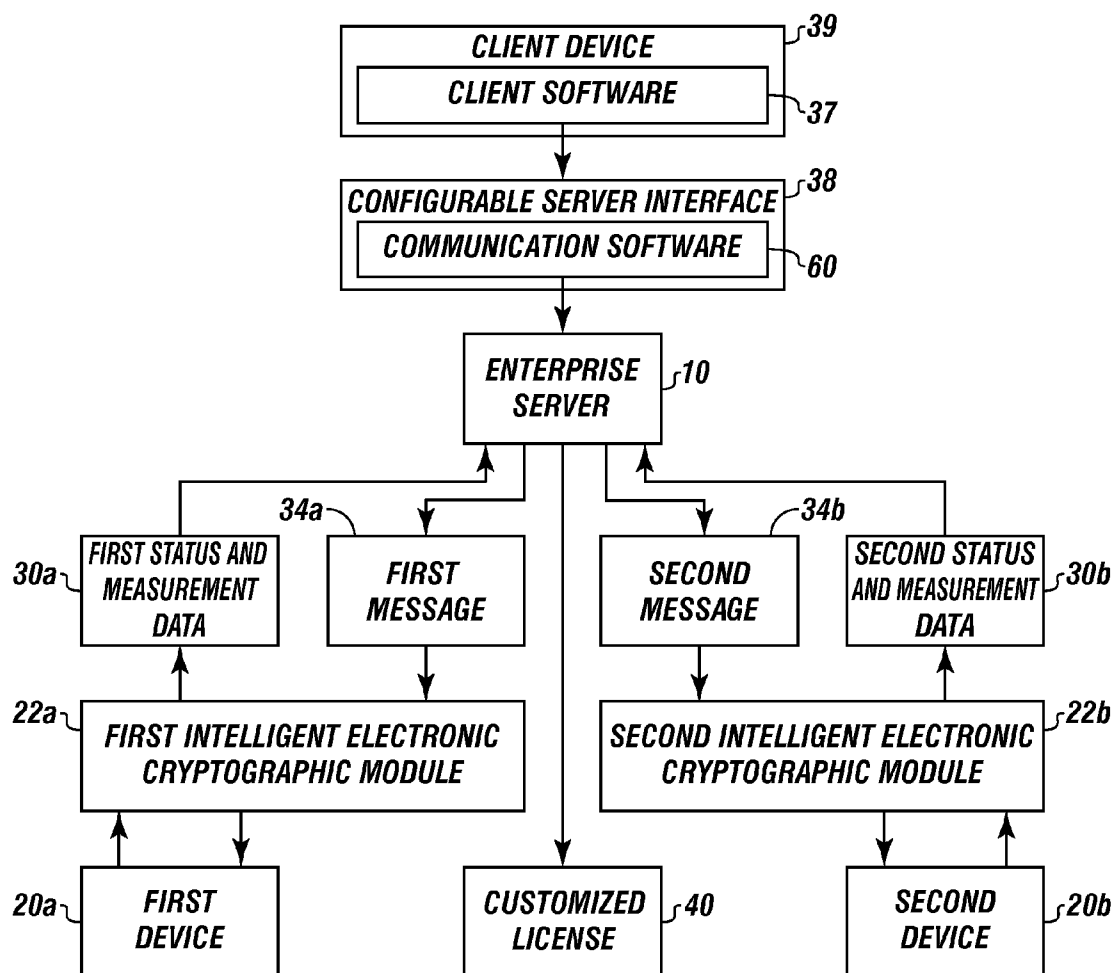 39
CLIENT DEVICE
CLIENT SOFTWARE
37
38
CONFIGURABLE SERVER INTERFACE
COMMUNICATION SOFTWARE
60
ENTERPRISE
SERVER
10
34a
34b
30a
FIRST STATUS AND
MEASUREMENT
DATA
FIRST
MESSAGE
SECOND
MESSAGE
SECOND STATUS
AND MEASUREMENT
DATA
30b
22a
FIRST INTELLIGENT ELECTRONIC
CRYPTOGRAPHIC MODULE
SECOND INTELLIGENT ELECTRONIC
CRYPTOGRAPHIC MODULE
22b
20a
FIRST
DEVICE
CUSTOMIZED
LICENSE
40
SECOND
DEVICE
20b